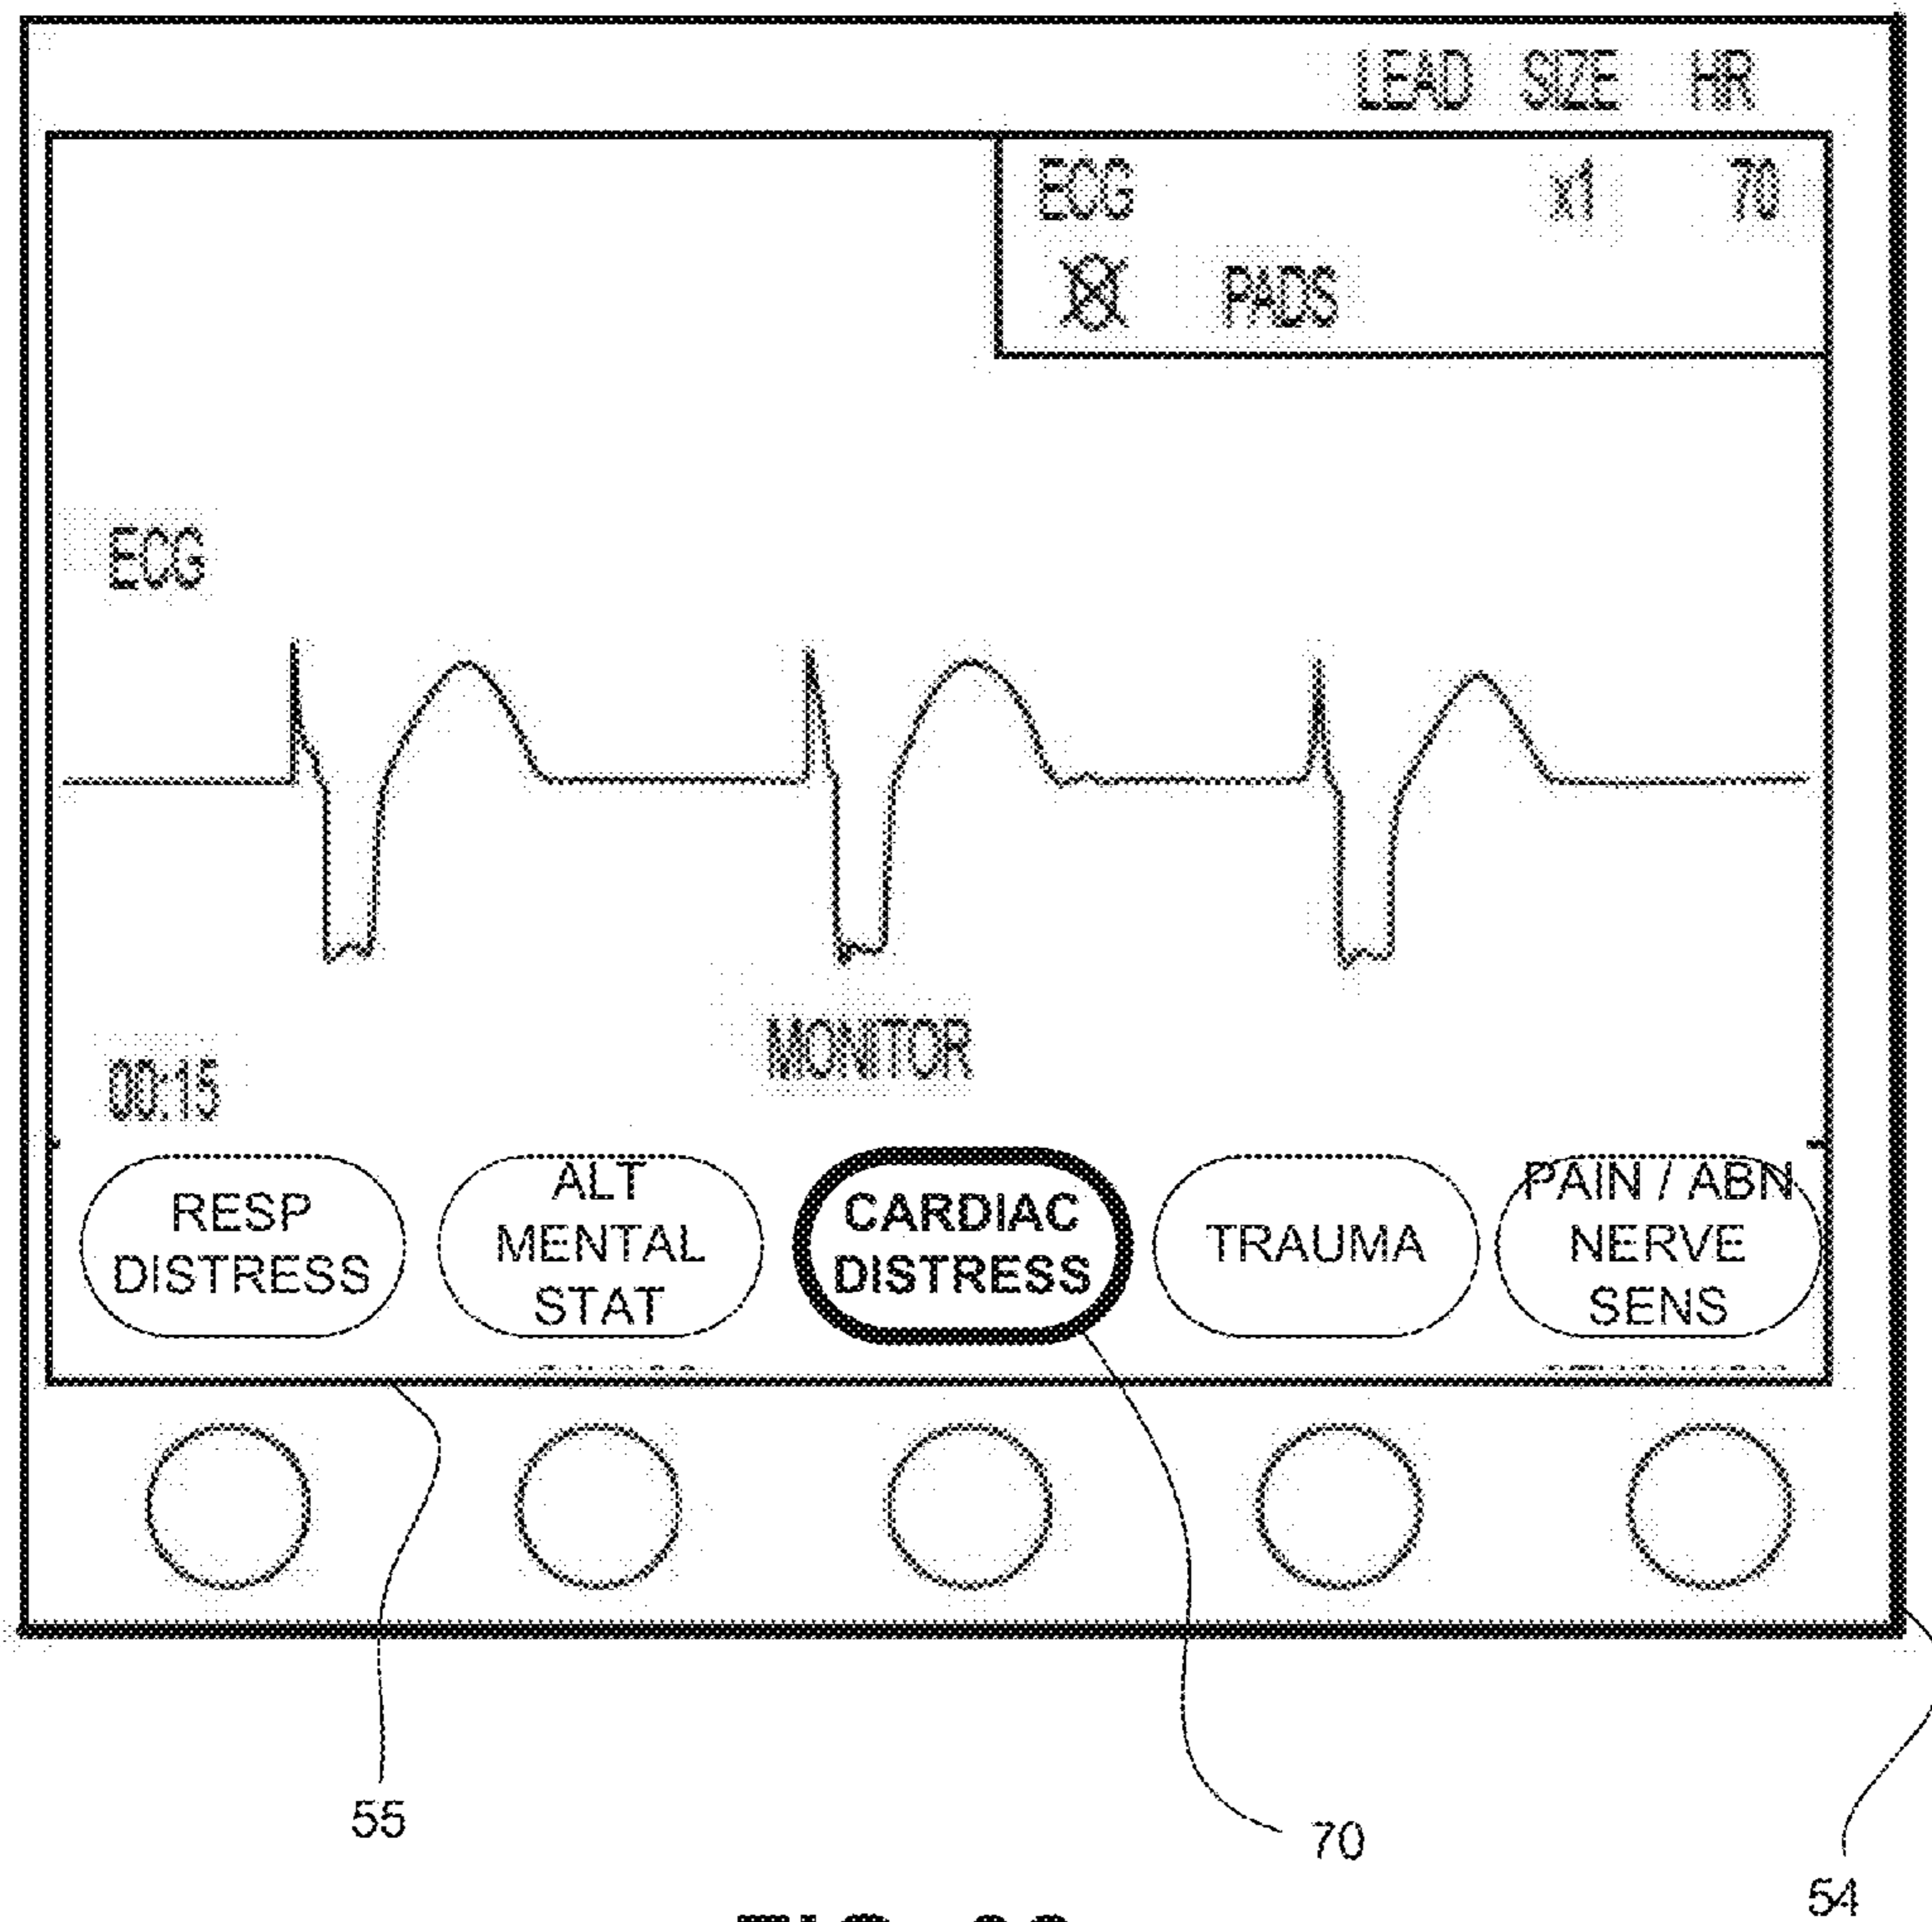 LEAD SIZE HR
ECG x1 70
PADS
ECG
MONITOR
00:15
RESP
DISTRESS
ALT
MENTAL
STAT
CARDIAC
DISTRESS
TRAUMA
PAIN / ABN
NERVE
SENS
55
70
54